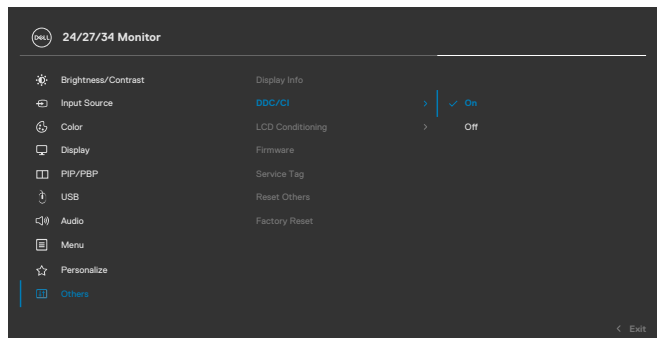 DELL 24/27/34 Monitor
Brightness/Contrast Display Info
Input Source DDC/CI > ✓ On
Color LCD Conditioning > Off
Display Firmware
PIP/PBP Service Tag
USB Reset Others
Audio Factory Reset
Menu
Personalize
Others
< Exit